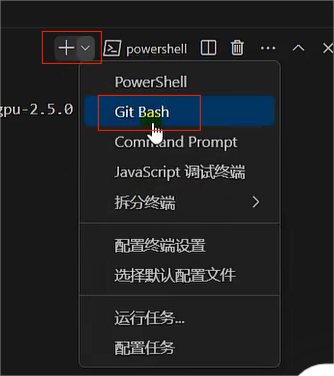 powershell
PowerShell
gpu-2.5.0
Git Bash
Command Prompt
JavaScript 调试终端
拆分终端
配置终端设置
选择默认配置文件
运行任务...
配置任务